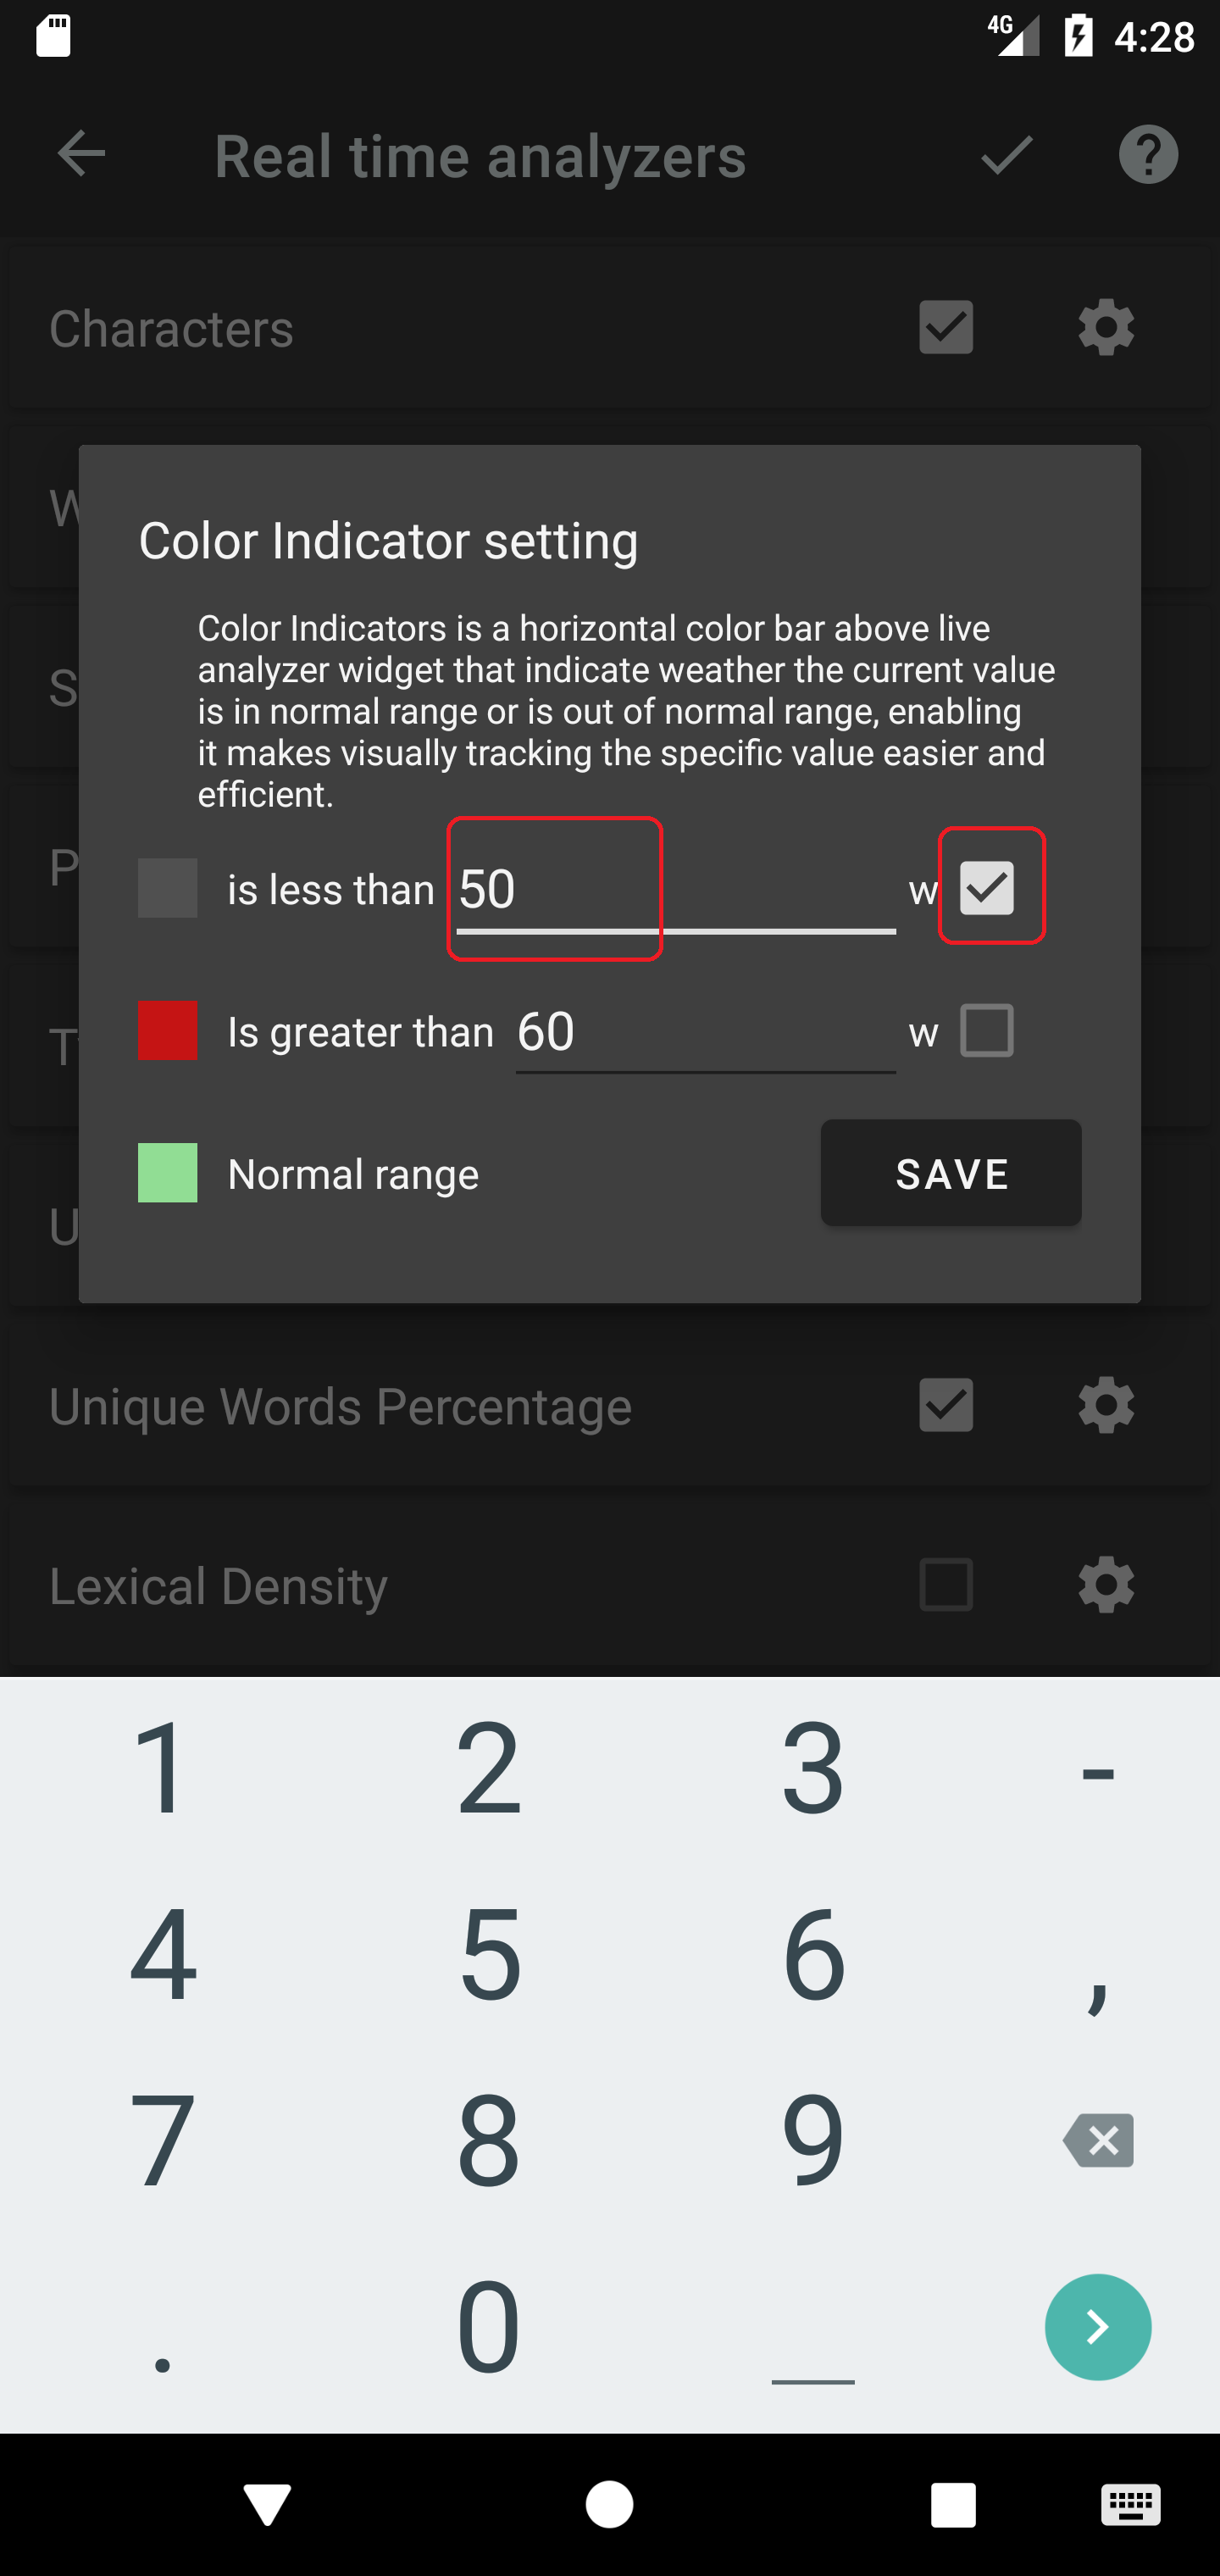 4G 4:28
Real time analyzers
Characters
W
Color Indicator setting
Color Indicators is a horizontal color bar above live
analyzer widget that indicate weather the current value
S
is in normal range or is out of normal range, enabling
it makes visually tracking the specific value easier and
efficient.
P
is less than 50 w
Is greater than 60 w
T
Normal range SAVE
U
Unique Words Percentage
Lexical Density
1 2 3 -
4 5 6 ,
7 8 9
. 0